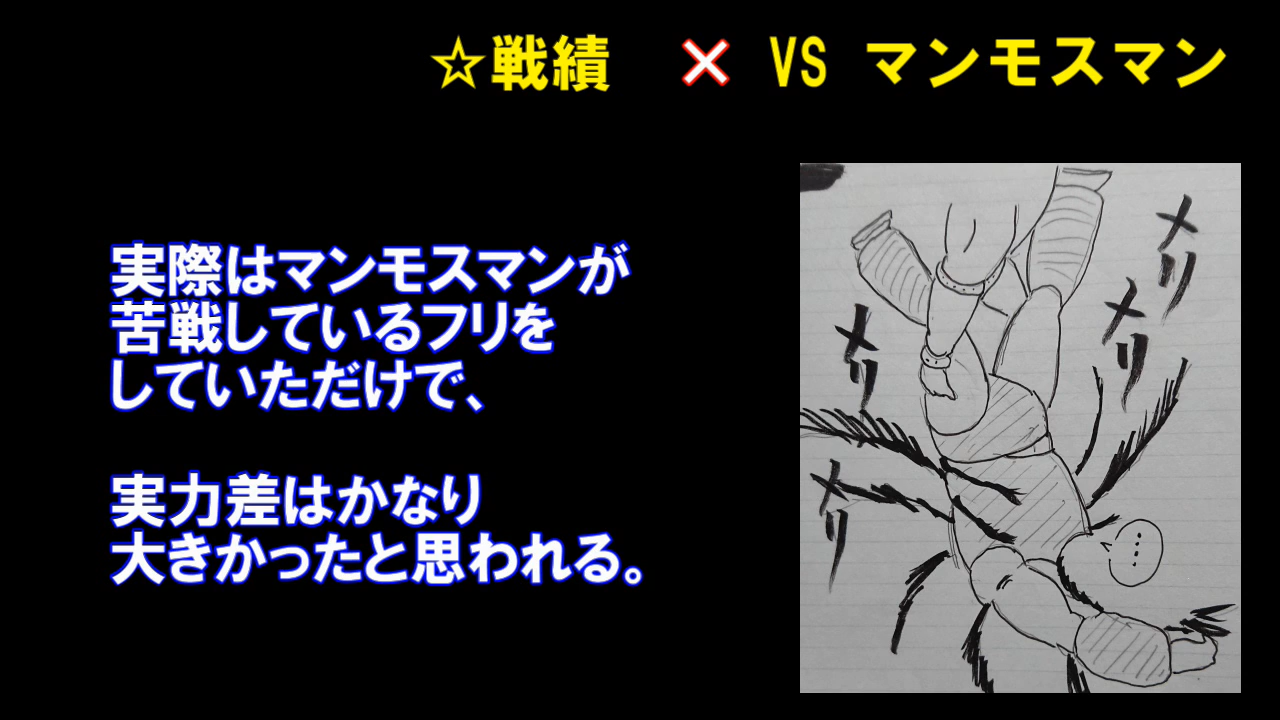 ☆戦績 ❌ VS マンモスマン
実際はマンモスマンが
苦戦しているフリを
していただけで、
実力差はかなり
大きかったと思われる。
メリ
メリ
メリ
メリ
…